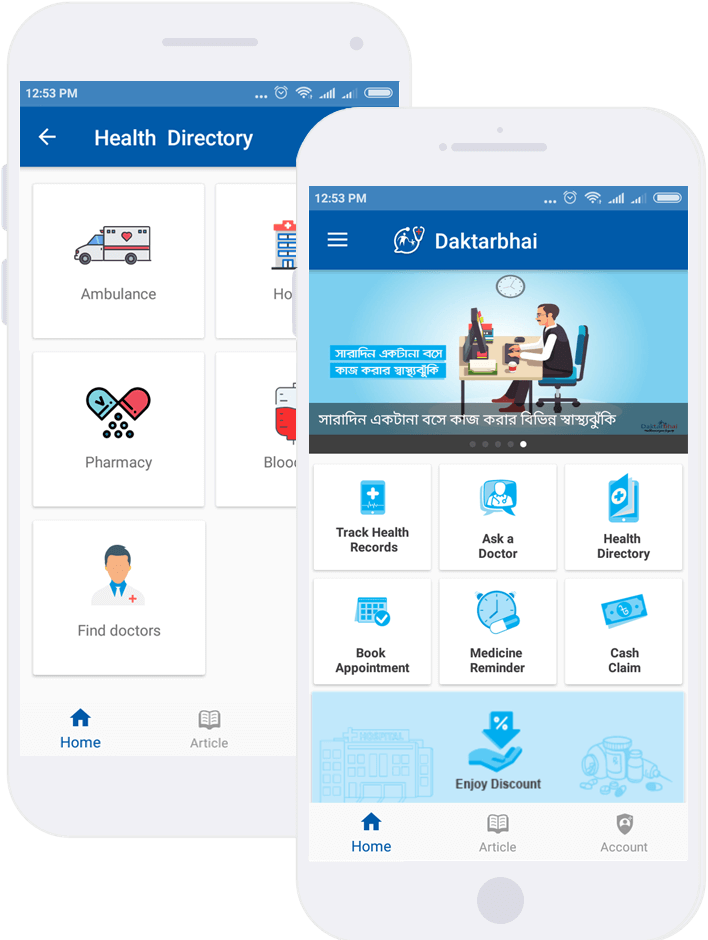 12:53 PM
Health Directory
Ambulance
Ho
Pharmacy
Bloo
Find doctors
Home
Article
12:53 PM
Daktarbhai
সারাদিন একটানা বসে
কাজ করার স্বাস্থ্যঝুঁকি
সারাদিন একটানা বসে কাজ করার বিভিন্ন স্বাস্থ্যঝুঁকি
Daktarbhai
Track Health
Records
Ask a
Doctor
Health
Directory
Book
Appointment
Medicine
Reminder
Cash
Claim
HOSPITAL
Enjoy Discount
Home
Article
Account